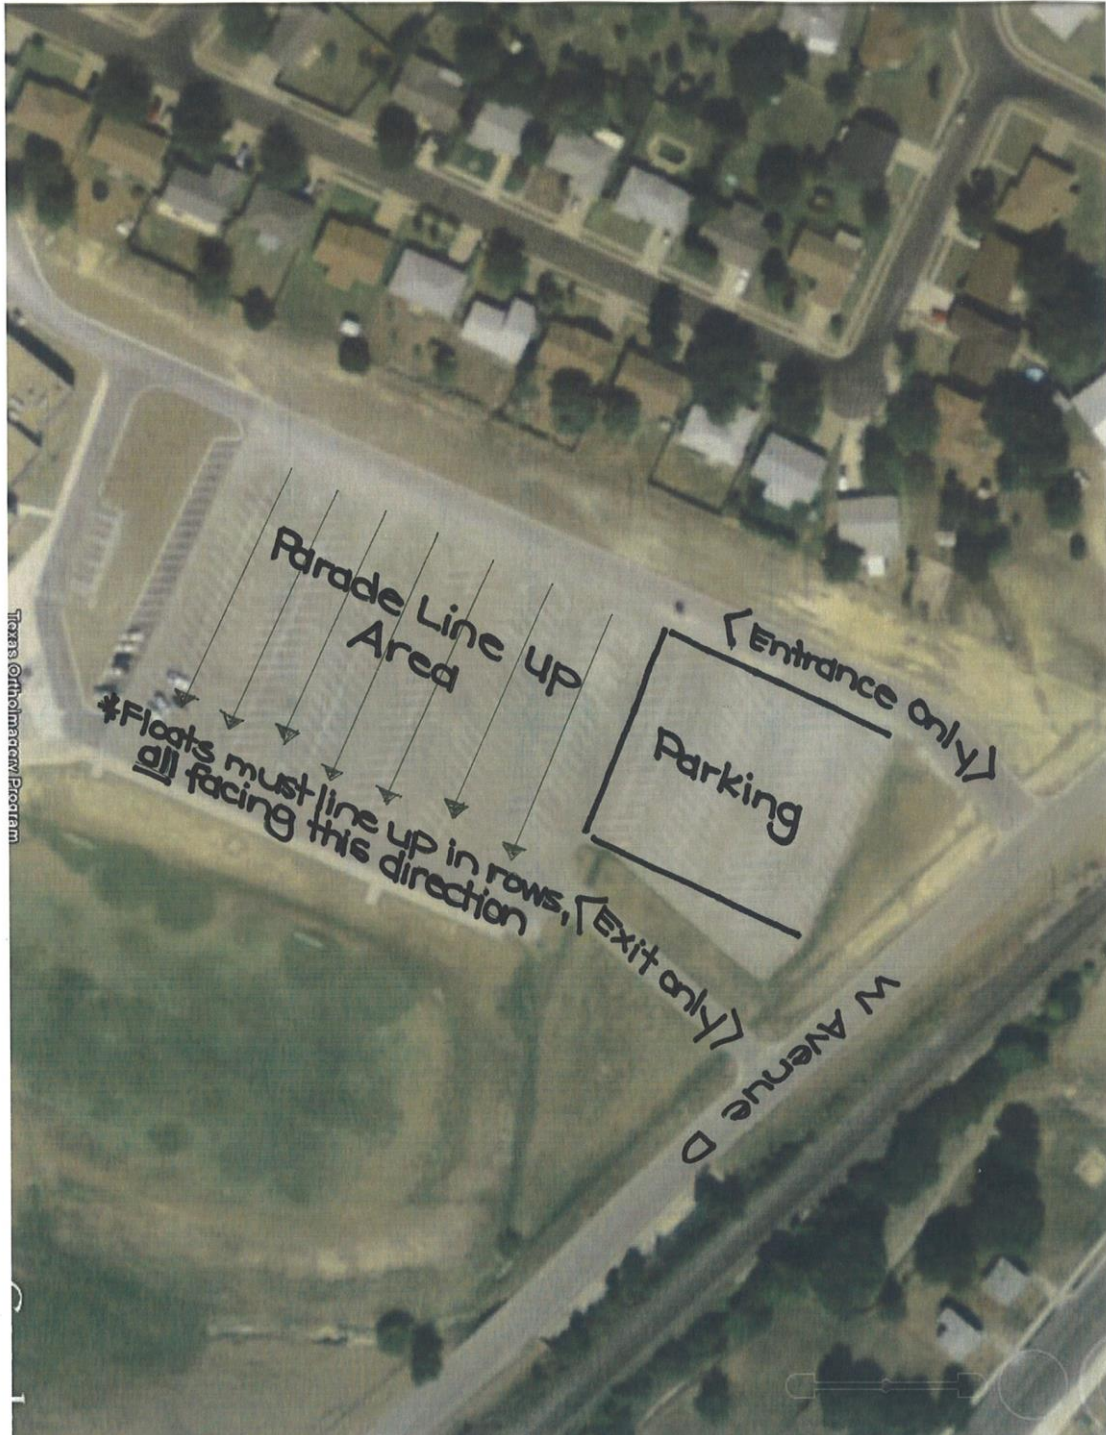 Parade Line up
Area
<Entrance only>
Parking
*Floats must line up in rows,
all facing this direction
<Exit only>
W Avenue D
Texas Orthoimagery Program